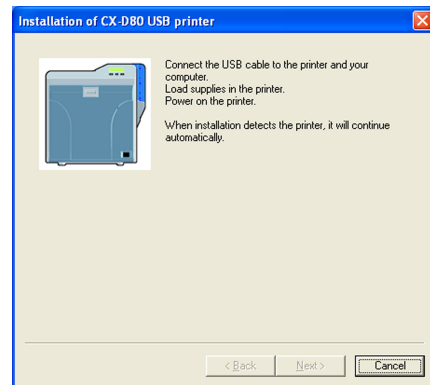 Installation of CX-D80 USB printer
Connect the USB cable to the printer and your
computer.
Load supplies in the printer.
Power on the printer.
When installation detects the printer, it will continue
automatically.
< Back
Next >
Cancel